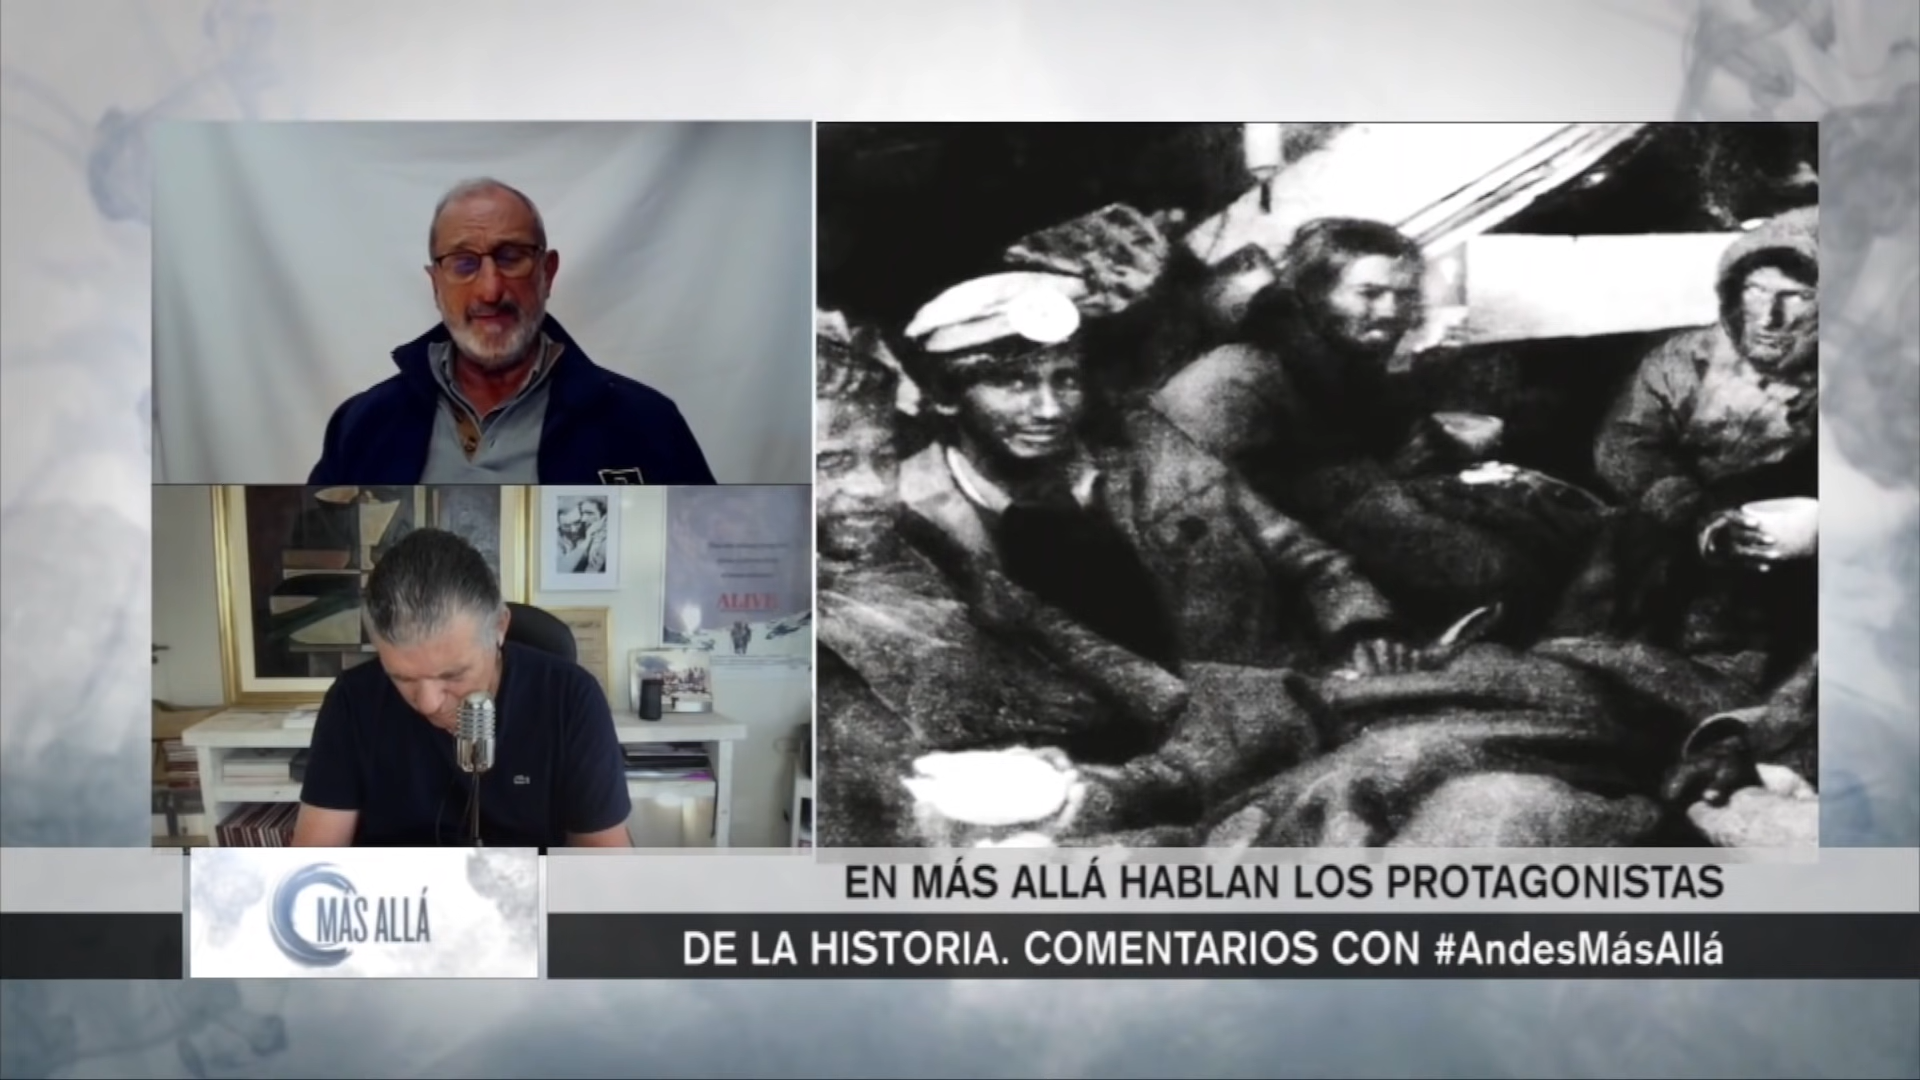 ALIVE
MÁS ALLÁ
EN MÁS ALLÁ HABLAN LOS PROTAGONISTAS
DE LA HISTORIA. COMENTARIOS CON #AndesMásAllá